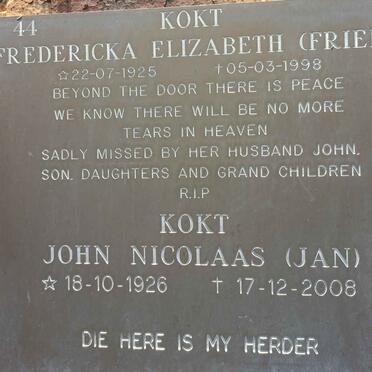 44
KOKT
FREDERICKA ELIZABETH (FRIE
☆22-07-1925 †05-03-1998
BEYOND THE DOOR THERE IS PEACE
WE KNOW THERE WILL BE NO MORE
TEARS IN HEAVEN
SADLY MISSED BY HER HUSBAND JOHN,
SON, DAUGHTERS AND GRAND CHILDREN
R.I.P
KOKT
JOHN NICOLAAS (JAN)
☆ 18-10-1926 † 17-12-2008
DIE HERE IS MY HERDER